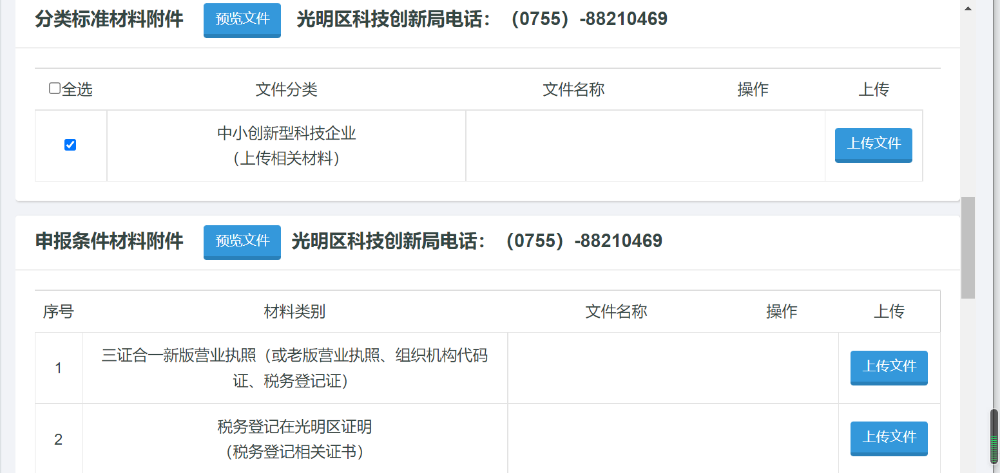 分类标准材料附件 预览文件 光明区科技创新局电话：（0755）-88210469
全选 文件分类 文件名称 操作 上传
中小创新型科技企业
（上传相关材料）
上传文件
申报条件材料附件 预览文件 光明区科技创新局电话：（0755）-88210469
序号 材料类别 文件名称 操作 上传
1 三证合一新版营业执照（或老版营业执照、组织机构代码
证、税务登记证）
上传文件
2 税务登记在光明区证明
（税务登记相关证书）
上传文件